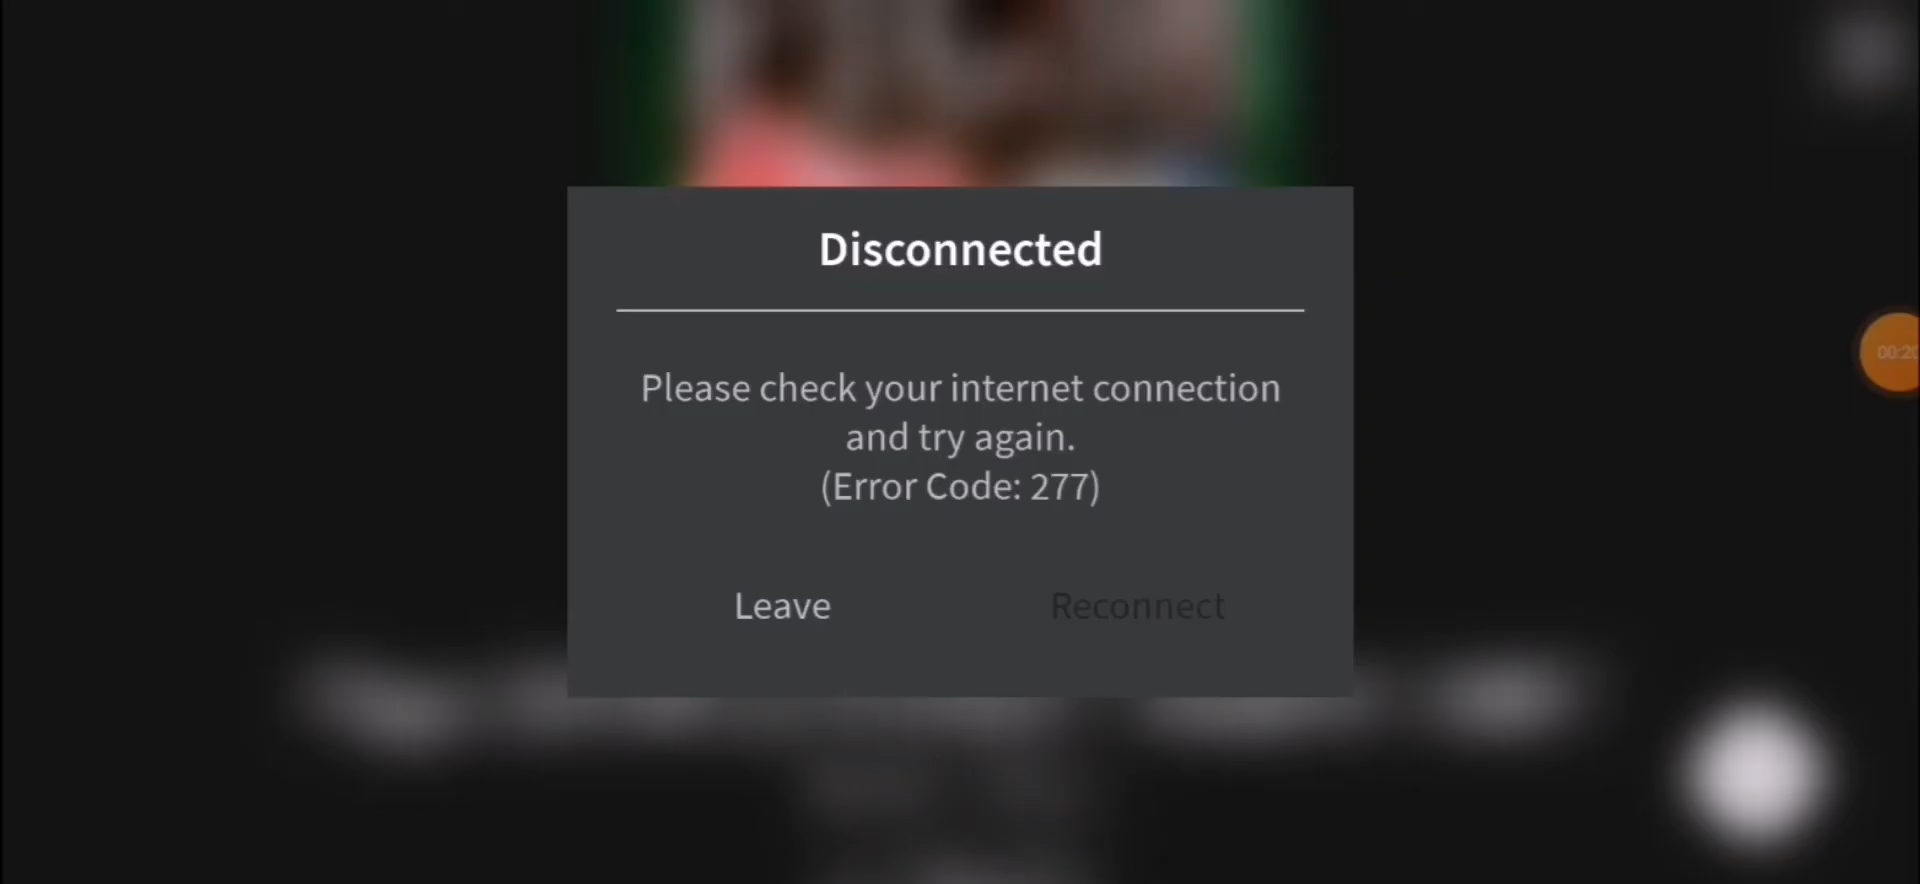 Disconnected
Please check your internet connection
and try again.
(Error Code: 277)
Leave
Reconnect